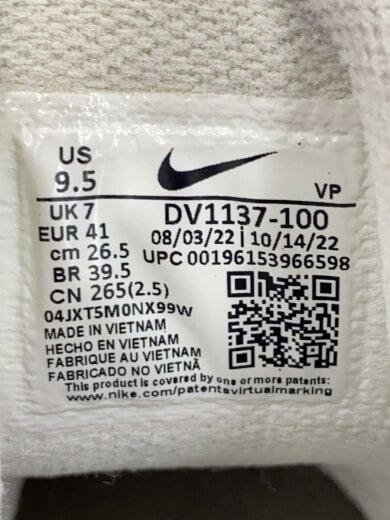 US
9.5
VP
UK 7
DV1137-100
EUR 41
08/03/22 | 10/14/22
cm 26.5
UPC 00196153966598
BR 39.5
CN 265(2.5)
04JXT5M0NX99W
MADE IN VIETNAM
HECHO EN VIETNAM
FABRIQUE AU VIETNAM
FABRICADO NO VIETNÃ
This product is covered by one or more patents:
www.nike.com/patentsvirtualmarking